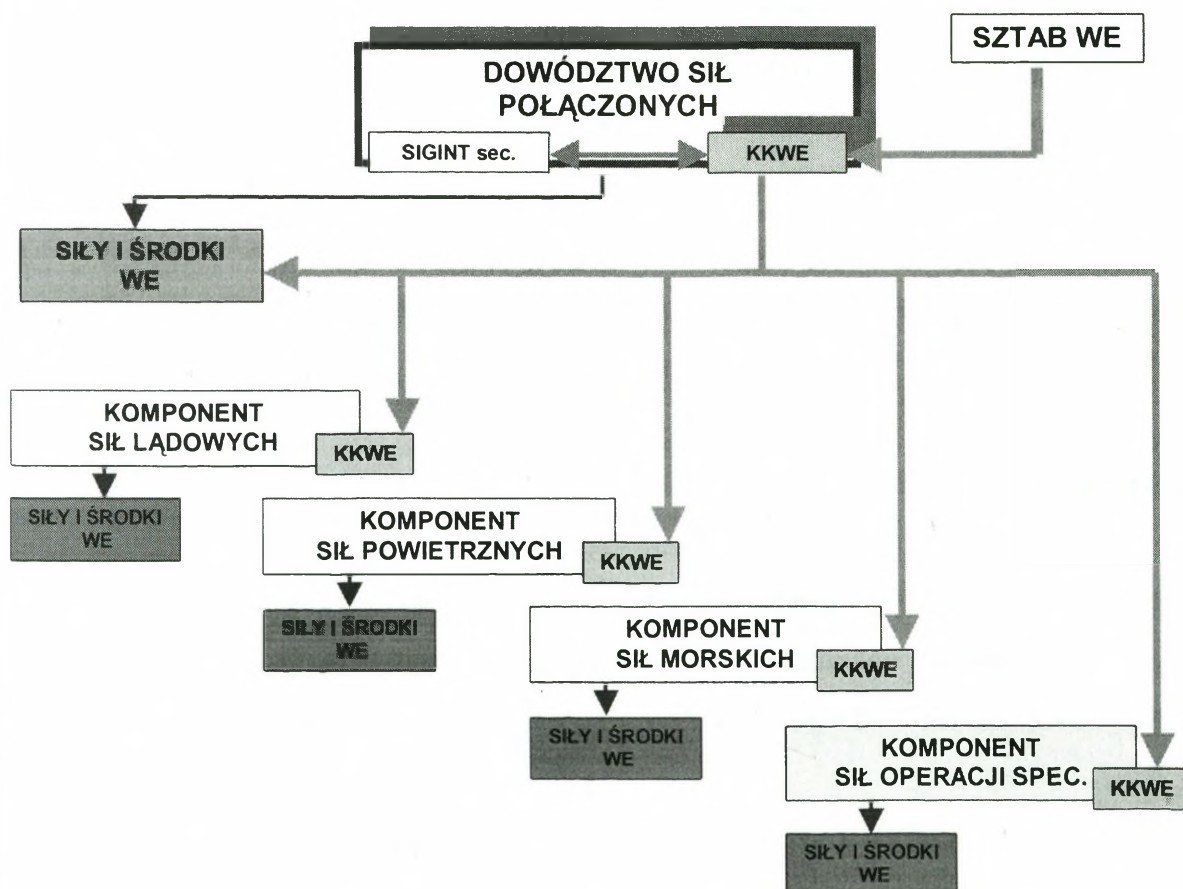 SZTAB WE
DOWÓDZTWO SIŁ
POŁĄCZONYCH
SIGINT sec.
KKWE
SIŁY I ŚRODKI
WE
KOMPONENT
SIŁ LĄDOWYCH
KKWE
SIŁY I ŚRODKI
WE
KOMPONENT
SIŁ POWIETRZNYCH
KKWE
SIŁY I ŚRODKI
WE
KOMPONENT
SIŁ MORSKICH
KKWE
SIŁY I ŚRODKI
WE
KOMPONENT
SIŁ OPERACJI SPEC.
KKWE
SIŁY I ŚRODKI
WE